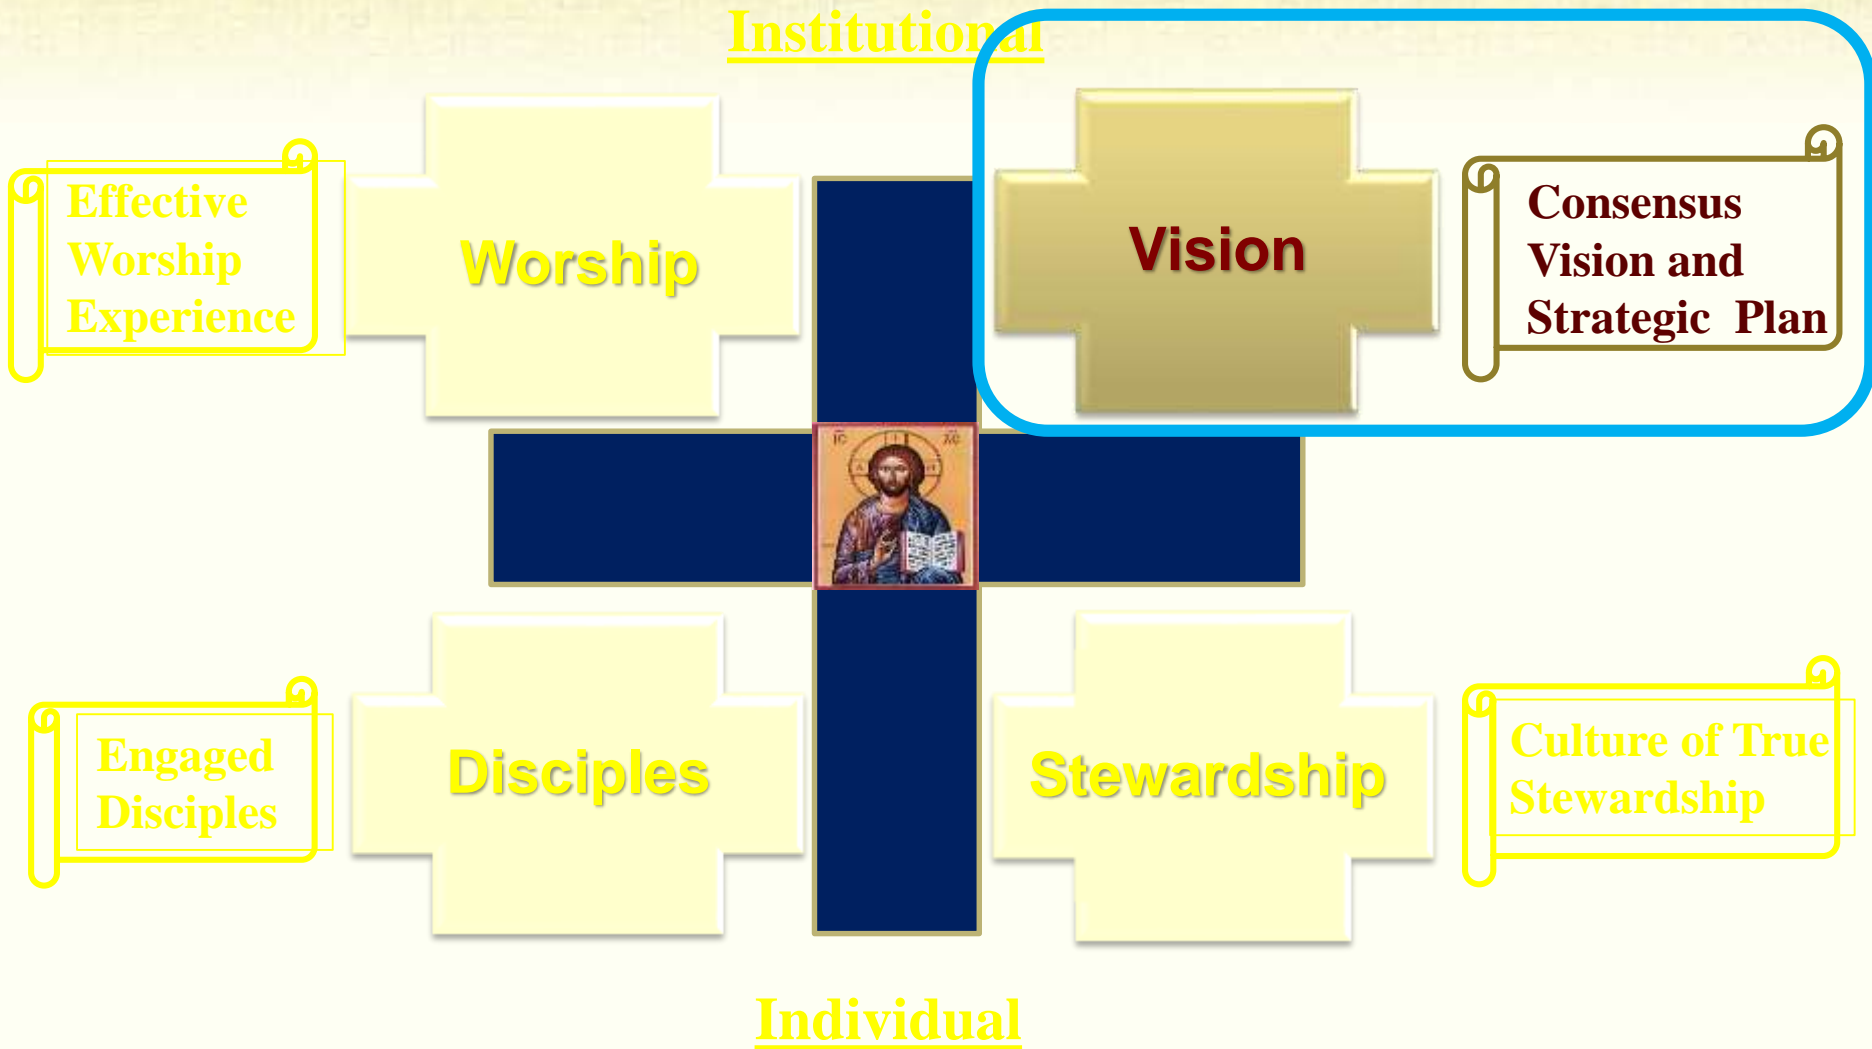 Institutional
Effective
Worship
Experience
Worship
Vision
Consensus
Vision and
Strategic Plan
Engaged
Disciples
Disciples
Stewardship
Culture of True
Stewardship
Individual